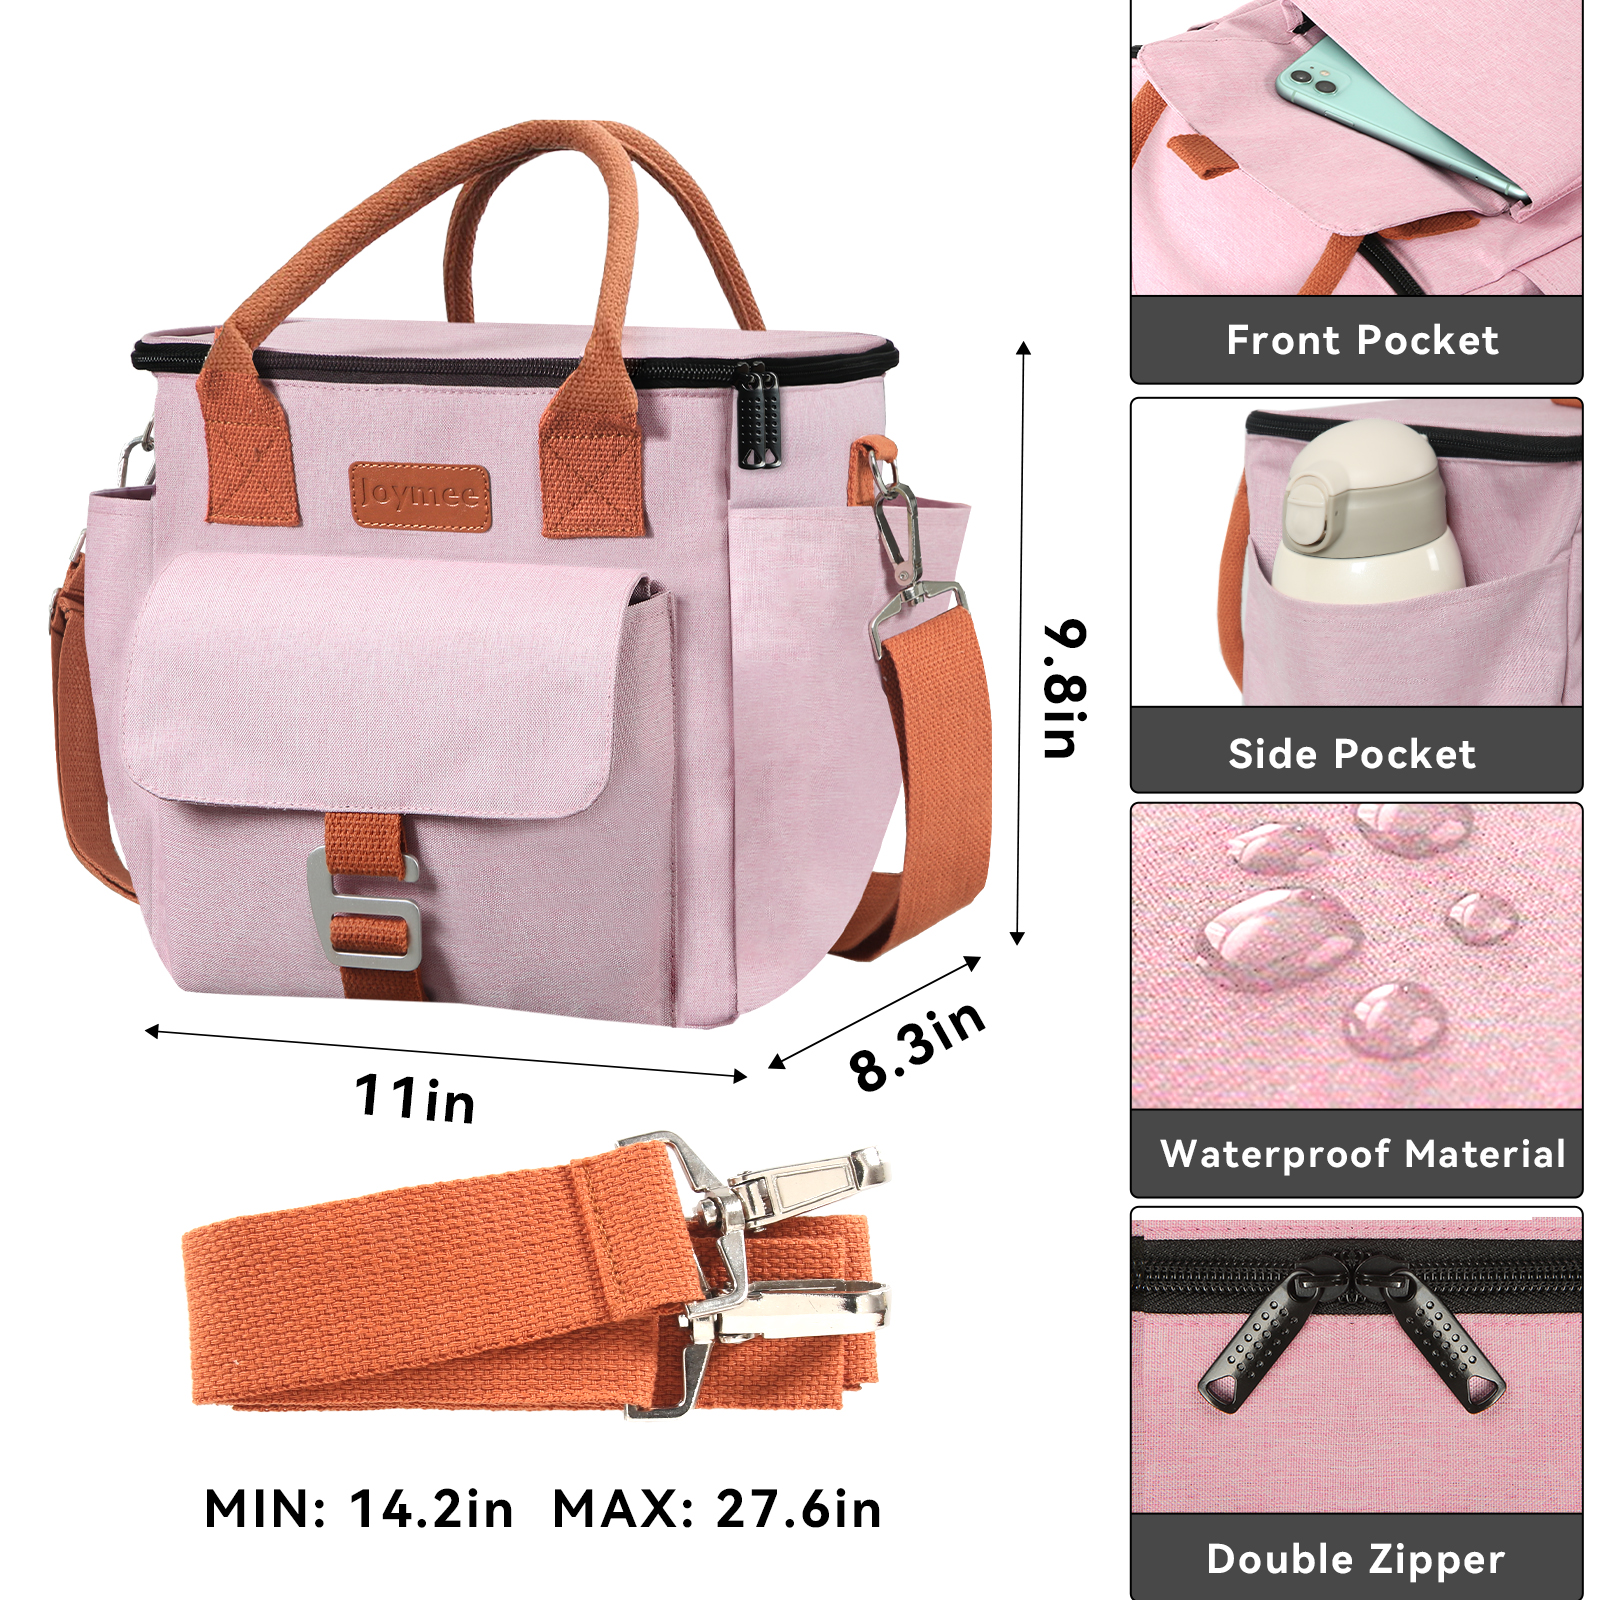 Joymee
9.8in
8.3in
11in
MIN: 14.2in MAX: 27.6in
Front Pocket
Side Pocket
Waterproof Material
Double Zipper